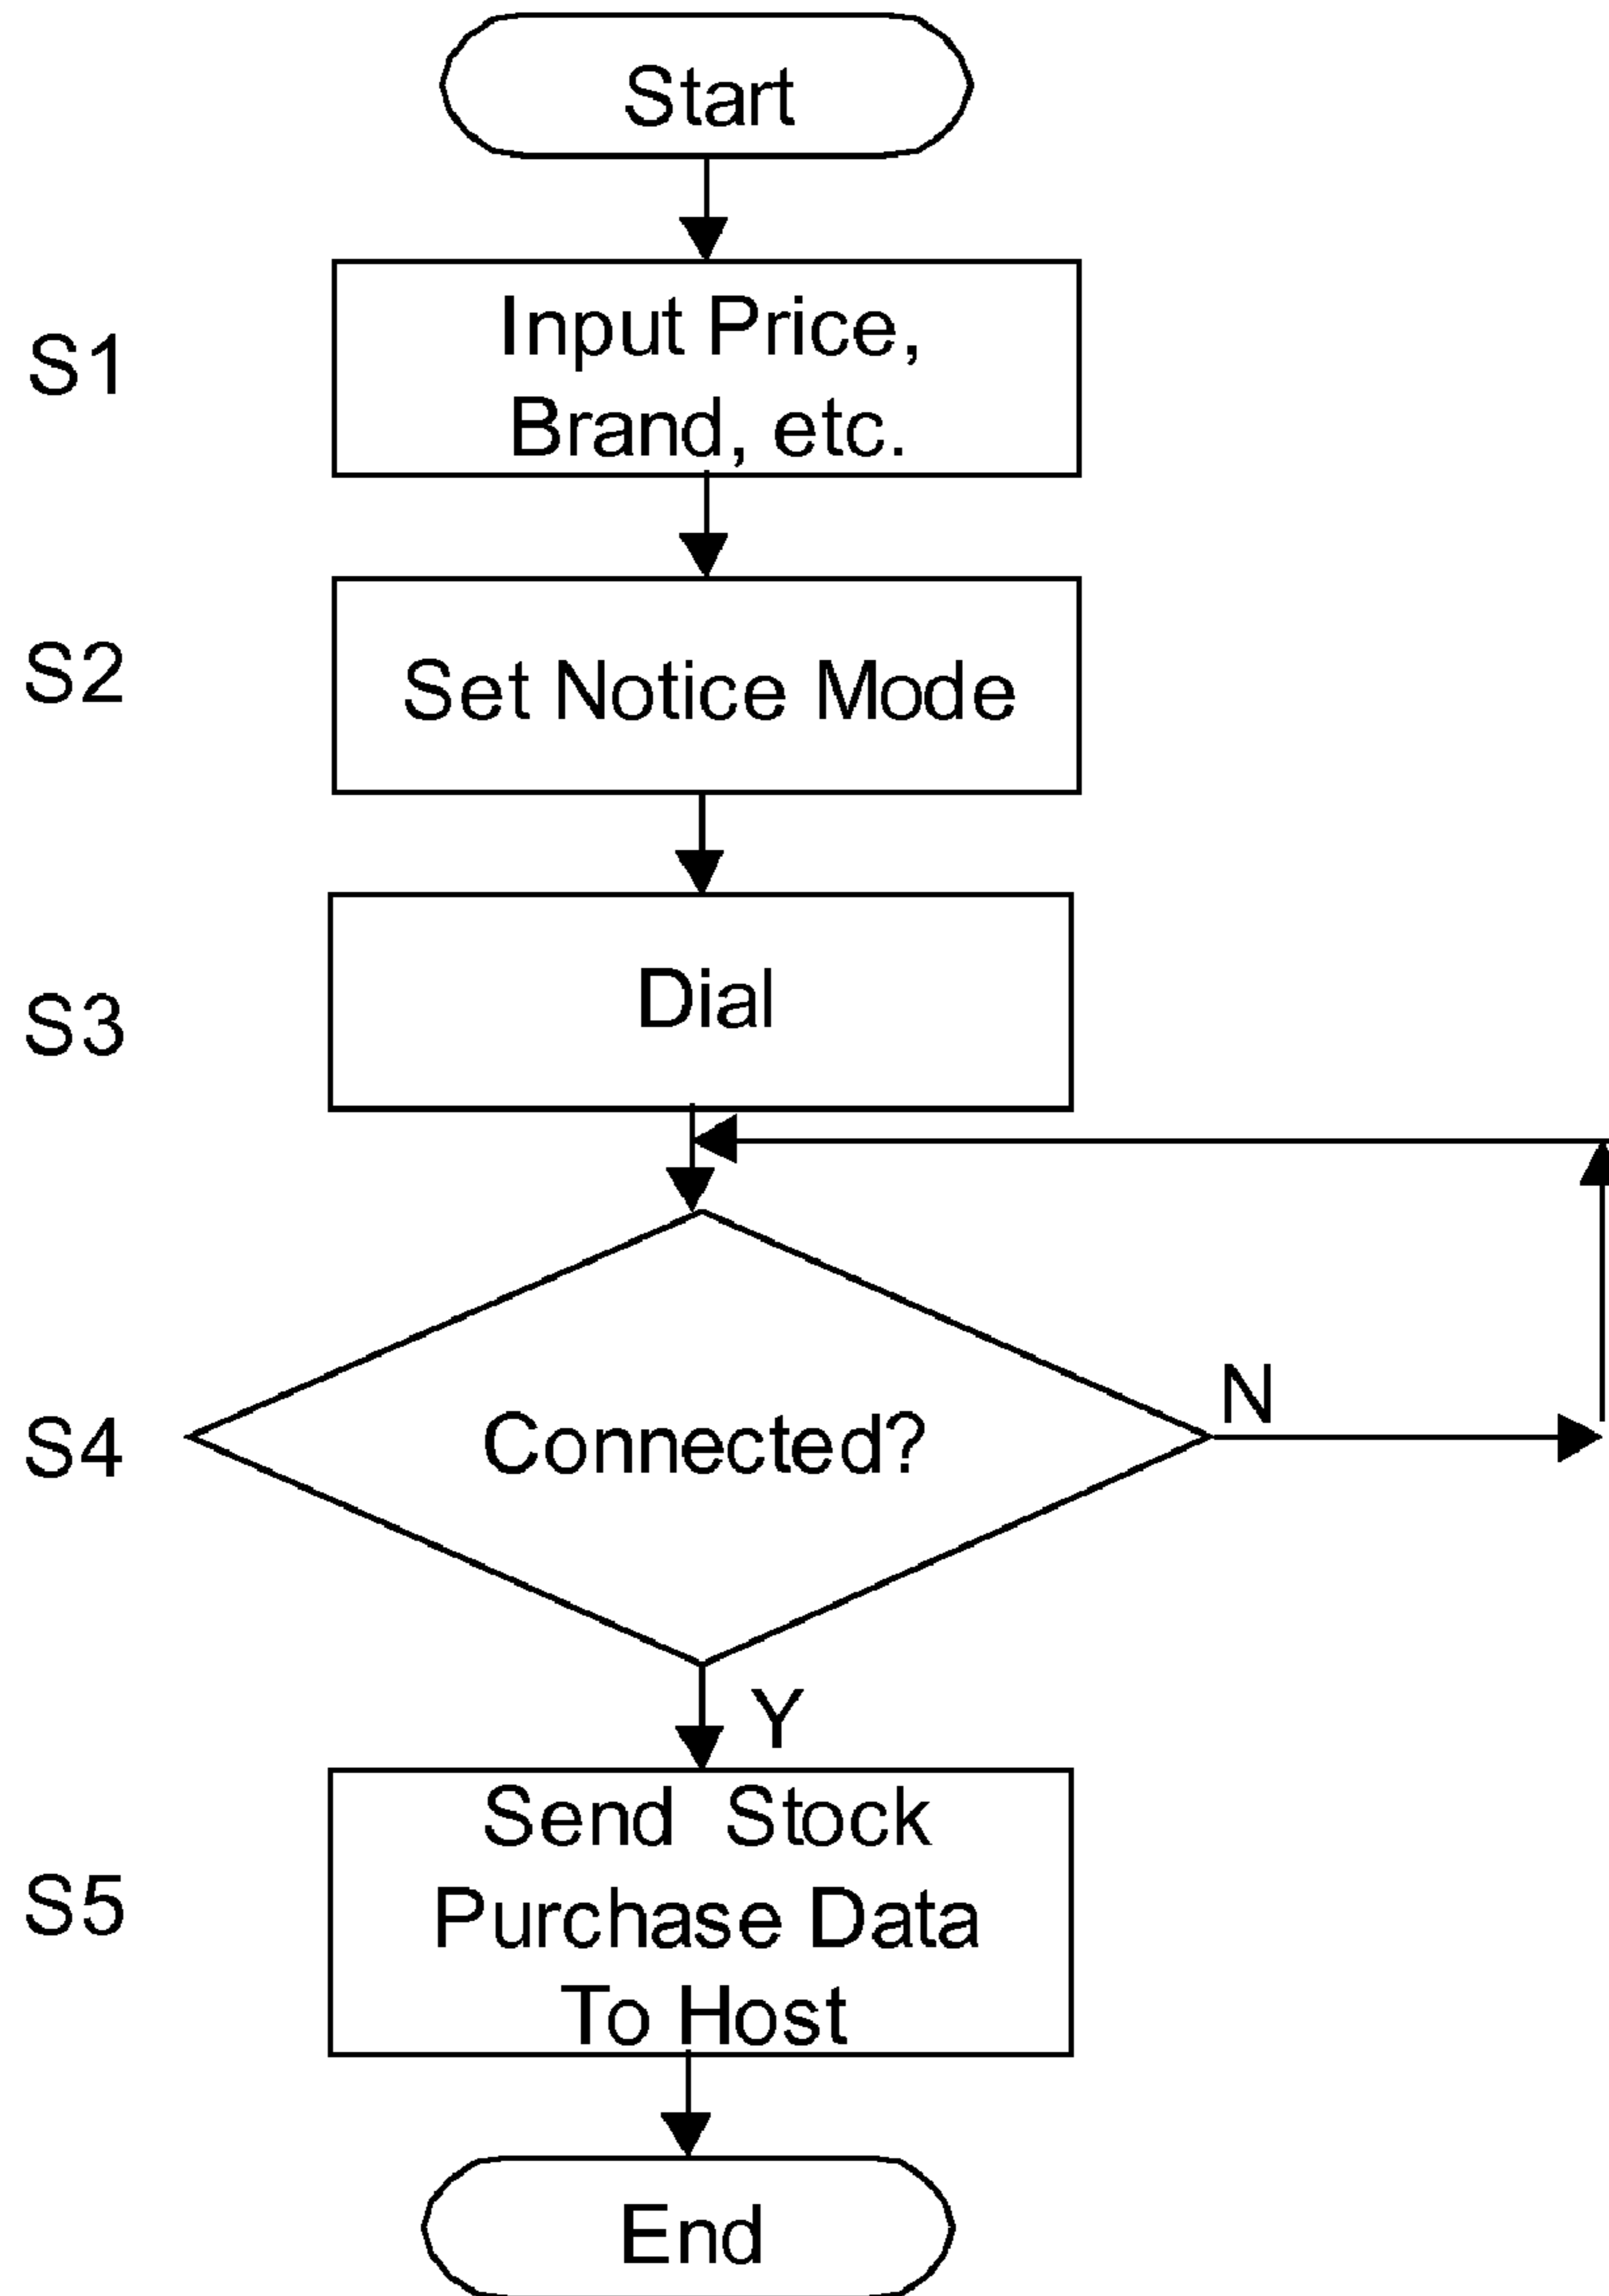 Start
S1
Input Price,
Brand, etc.
S2
Set Notice Mode
S3
Dial
S4
Connected?
N
Y
S5
Send Stock
Purchase Data
To Host
End